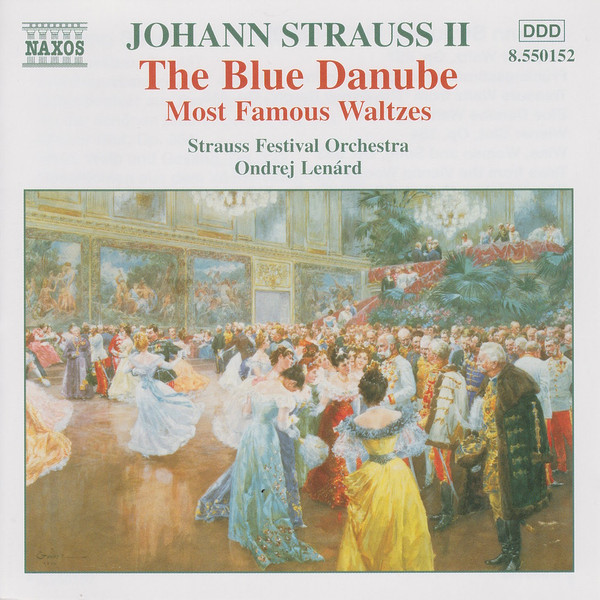 NAXOS
JOHANN STRAUSS II
DDD
8.550152
The Blue Danube
Most Famous Waltzes
Strauss Festival Orchestra
Ondrej Lenárd